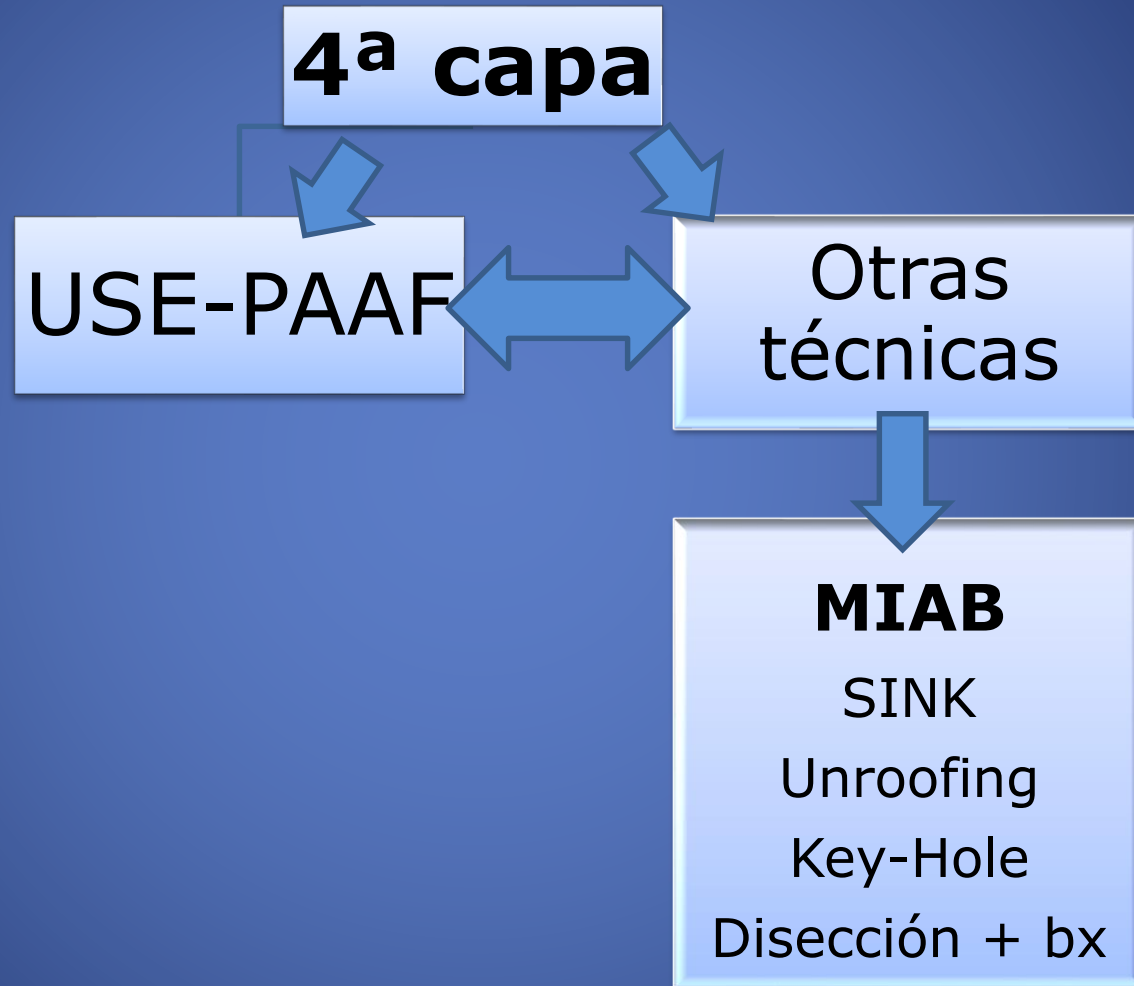 4ª capa
USE-PAAF
Otras
técnicas
MIAB
SINK
Unroofing
Key-Hole
Disección + bx